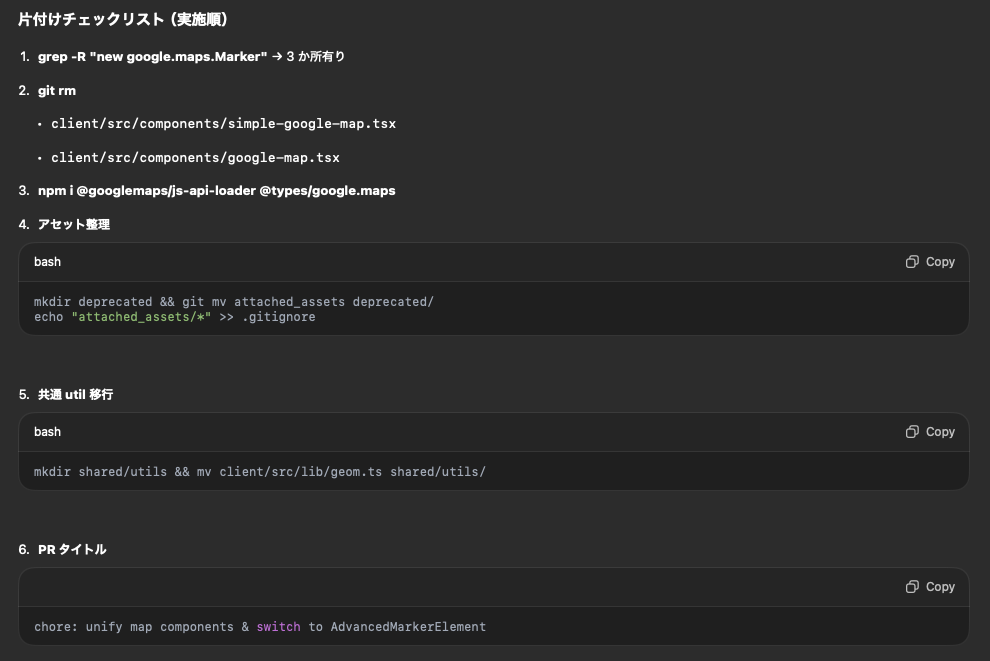 片付けチェックリスト（実施順）
1. grep -R "new google.maps.Marker" → 3 か所有り
2. git rm
• client/src/components/simple-google-map.tsx
• client/src/components/google-map.tsx
3. npm i @googlemaps/js-api-loader @types/google.maps
4. アセット整理
bash Copy
mkdir deprecated && git mv attached_assets deprecated/
echo "attached_assets/*" >> .gitignore
5. 共通 util 移行
bash Copy
mkdir shared/utils && mv client/src/lib/geom.ts shared/utils/
6. PR タイトル
Copy
chore: unify map components & switch to AdvancedMarkerElement